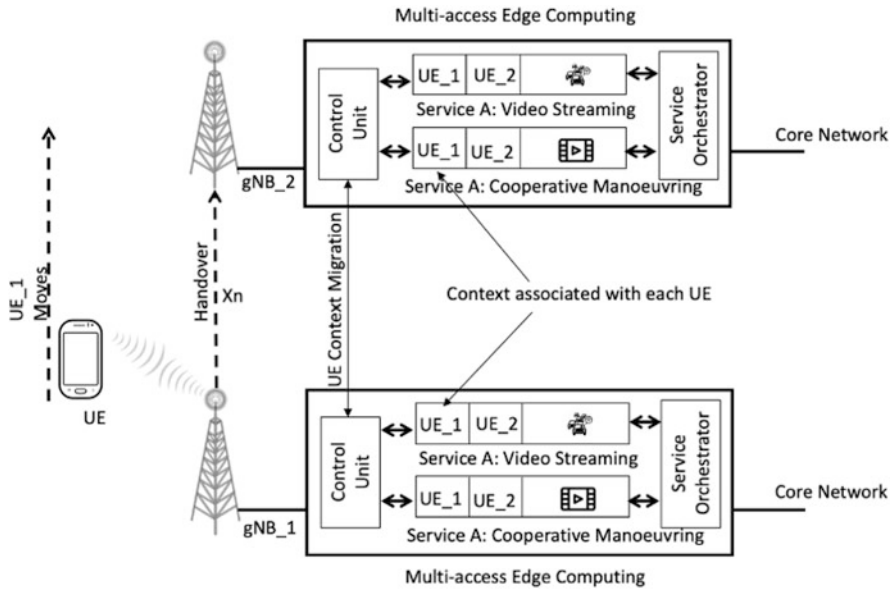 Multi-access Edge Computing
Control
Unit
UE_1
UE_2
Service A: Video Streaming
UE_1
UE_2
Service A: Cooperative Manoeuvring
Service
Orchestrator
Core Network
gNB_2
UE_1
Moves
Handover
Xn
UE Context Migration
Context associated with each UE
UE
Control
Unit
UE_1
UE_2
Service A: Video Streaming
UE_1
UE_2
Service A: Cooperative Manoeuvring
Service
Orchestrator
Core Network
gNB_1
Multi-access Edge Computing